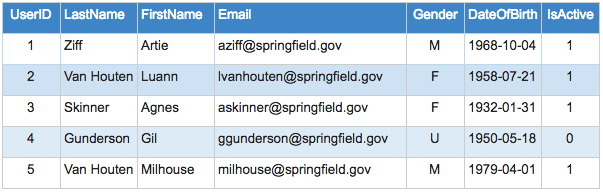 UserID LastName FirstName Email Gender DateOfBirth IsActive
1 Ziff Artie aziff@springfield.gov M 1968-10-04 1
2 Van Houten Luann lvanhouten@springfield.gov F 1958-07-21 1
3 Skinner Agnes askinner@springfield.gov F 1932-01-31 1
4 Gunderson Gil ggunderson@springfield.gov U 1950-05-18 0
5 Van Houten Milhouse milhouse@springfield.gov M 1979-04-01 1